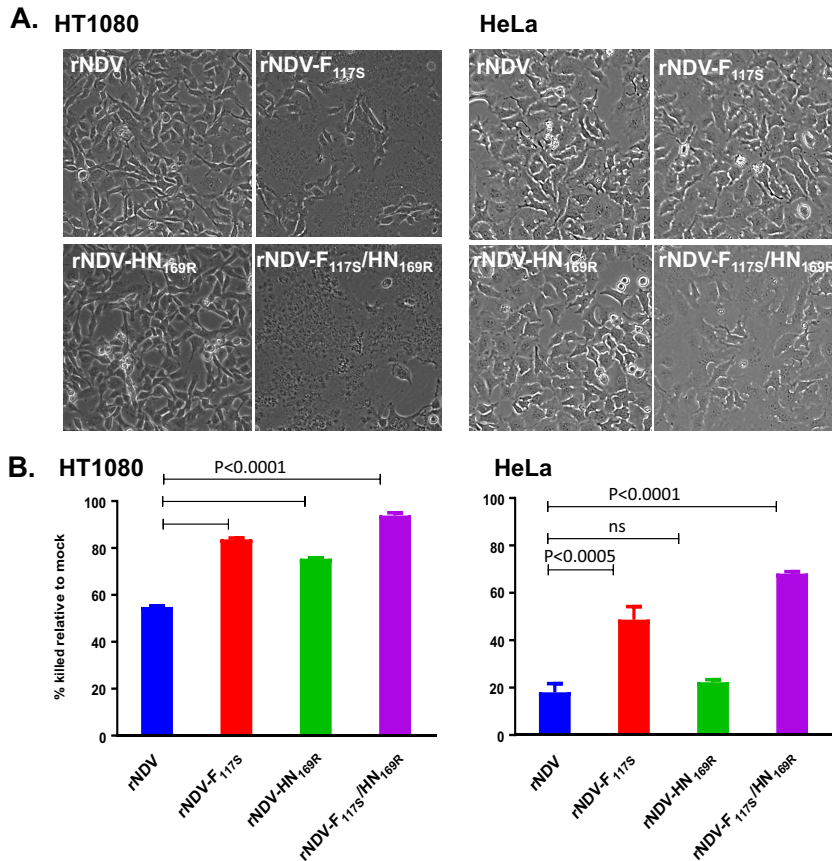 A. HT1080
HeLa
rNDV
rNDV-F117S
rNDV
rNDV-F117S
rNDV-HN169R
rNDV-F117S/HN169R
rNDV-HN169R
rNDV-F117S/HN169R
B. HT1080
HeLa
P<0.0001
100
80
60
40
20
0
% killed relative to mock
rNDV
rNDV-F117S
rNDV-HN169R
rNDV-F117S/HN169R
P<0.0001
ns
P<0.0005
100
80
60
40
20
0
rNDV
rNDV-F117S
rNDV-HN169R
rNDV-F117S/HN169R